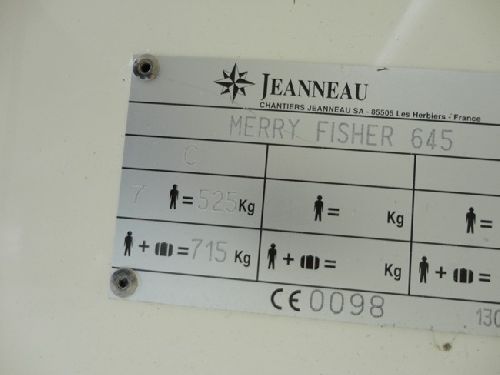 JEANNEAU
CHANTIERS JEANNEAU SA - 85505 Les Herbiers - France
MERRY FISHER 645
C
7 = 525 Kg = Kg =
+ = 715 Kg + = Kg + =
CE 0098 130